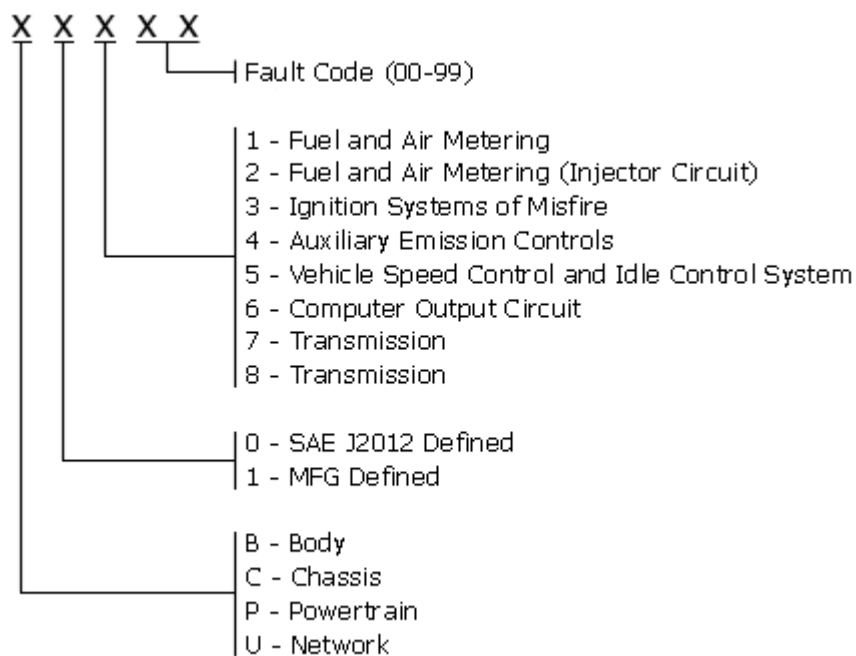 X X X X X
Fault Code (00-99)
1 - Fuel and Air Metering
2 - Fuel and Air Metering (Injector Circuit)
3 - Ignition Systems of Misfire
4 - Auxiliary Emission Controls
5 - Vehicle Speed Control and Idle Control System
6 - Computer Output Circuit
7 - Transmission
8 - Transmission
0 - SAE J2012 Defined
1 - MFG Defined
B - Body
C - Chassis
P - Powertrain
U - Network